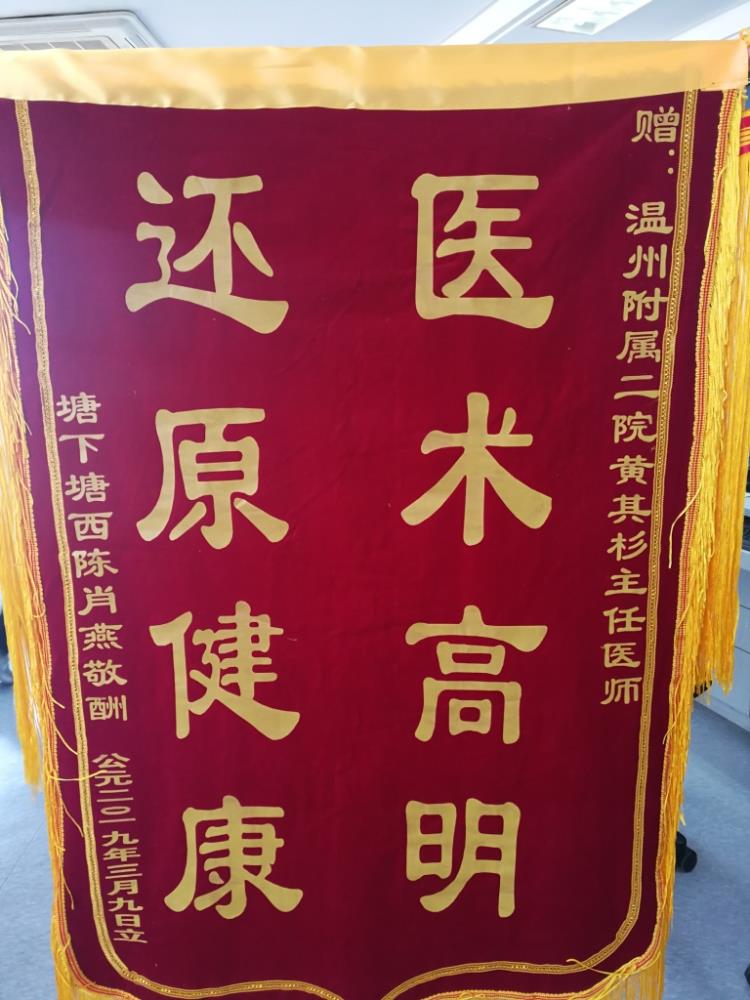 赠：温州附属二院黄其杉主任医师
医术高明
还原健康
塘下塘西陈肖燕敬酬
公元二〇一九年三月九日立